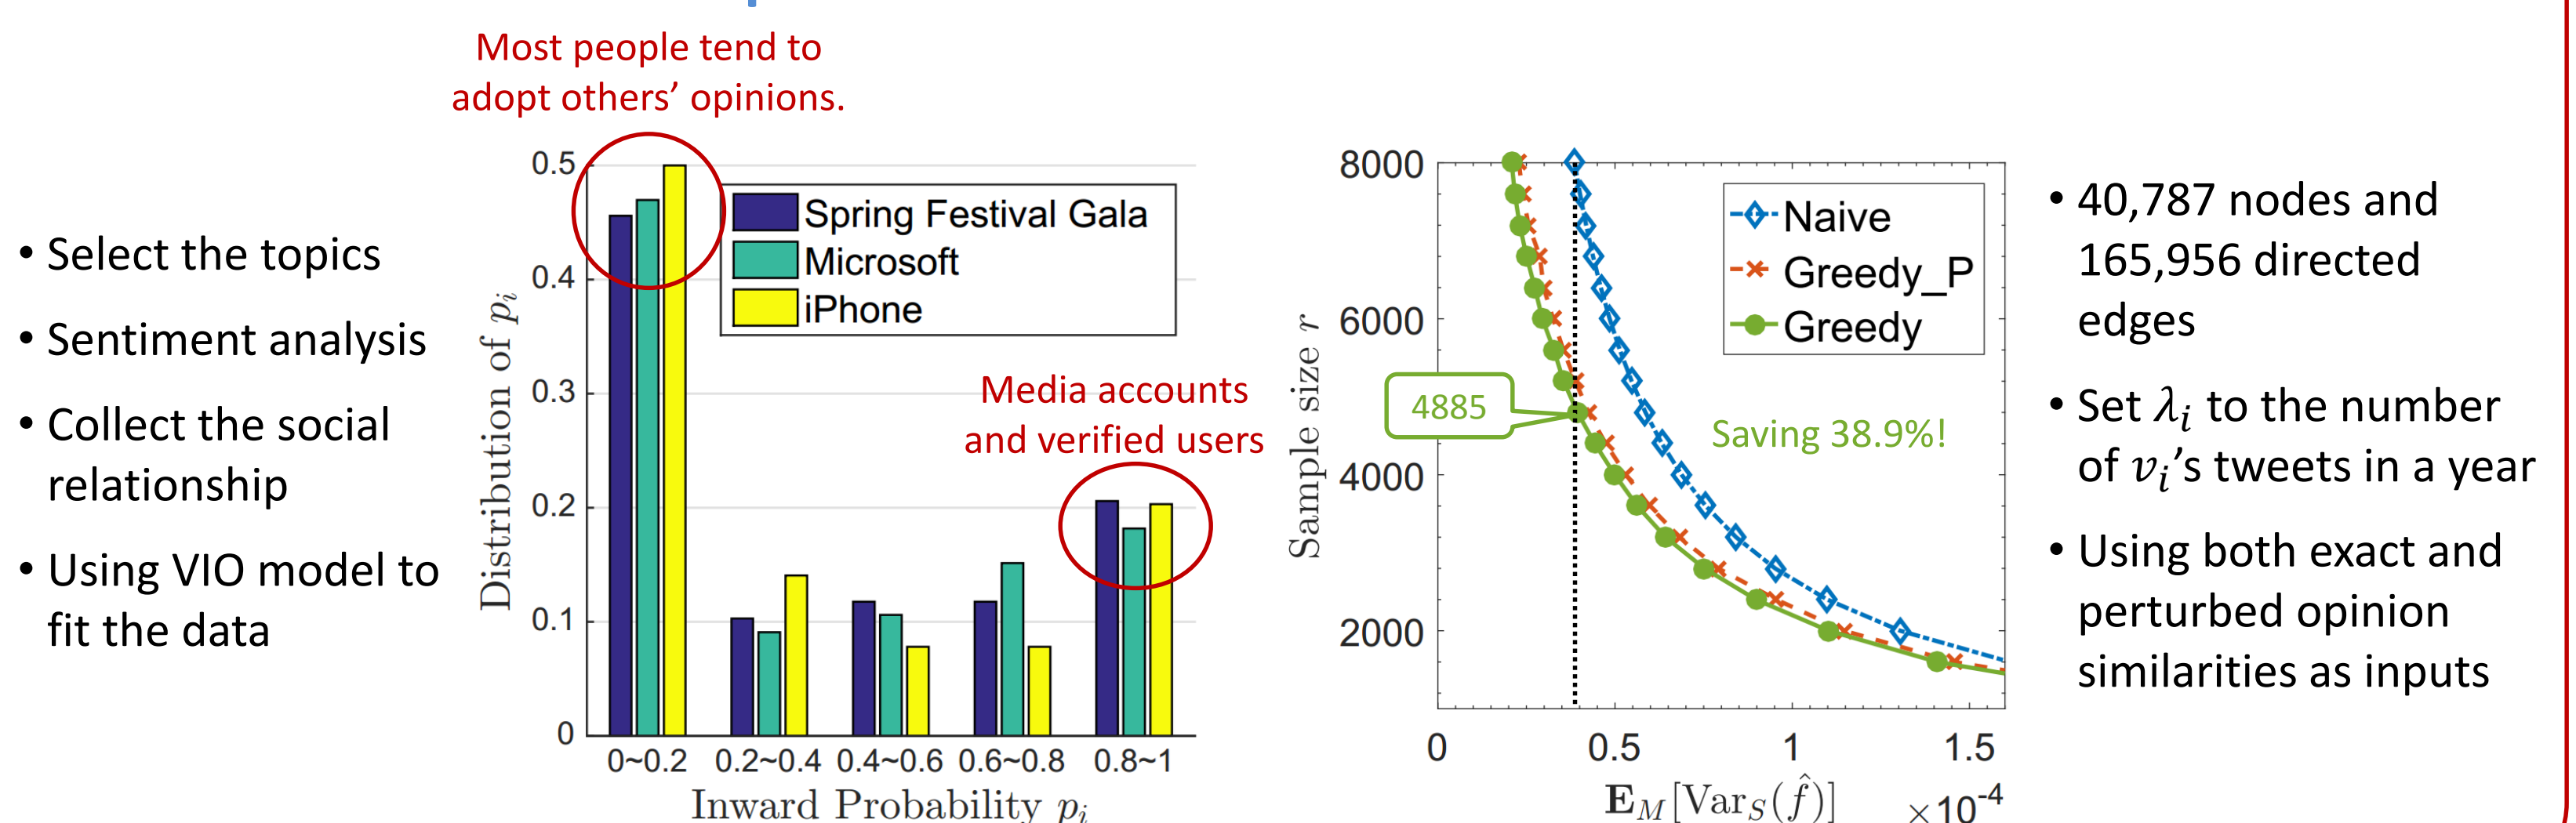 • Select the topics
• Sentiment analysis
• Collect the social
relationship
• Using VIO model to
fit the data
Most people tend to
adopt others’ opinions.
0.5
0.4
0.3
0.2
0.1
0
Distribution of pᵢ
Spring Festival Gala
Microsoft
iPhone
Media accounts
and verified users
0~0.2 0.2~0.4 0.4~0.6 0.6~0.8 0.8~1
Inward Probability pᵢ
8000
6000
4000
2000
Sample size r
Naive
Greedy_P
Greedy
4885
Saving 38.9%!
0 0.5 1 1.5
E_M[Var_S(f̂)]
×10⁻⁴
• 40,787 nodes and
165,956 directed
edges
• Set λᵢ to the number
of vᵢ’s tweets in a year
• Using both exact and
perturbed opinion
similarities as inputs